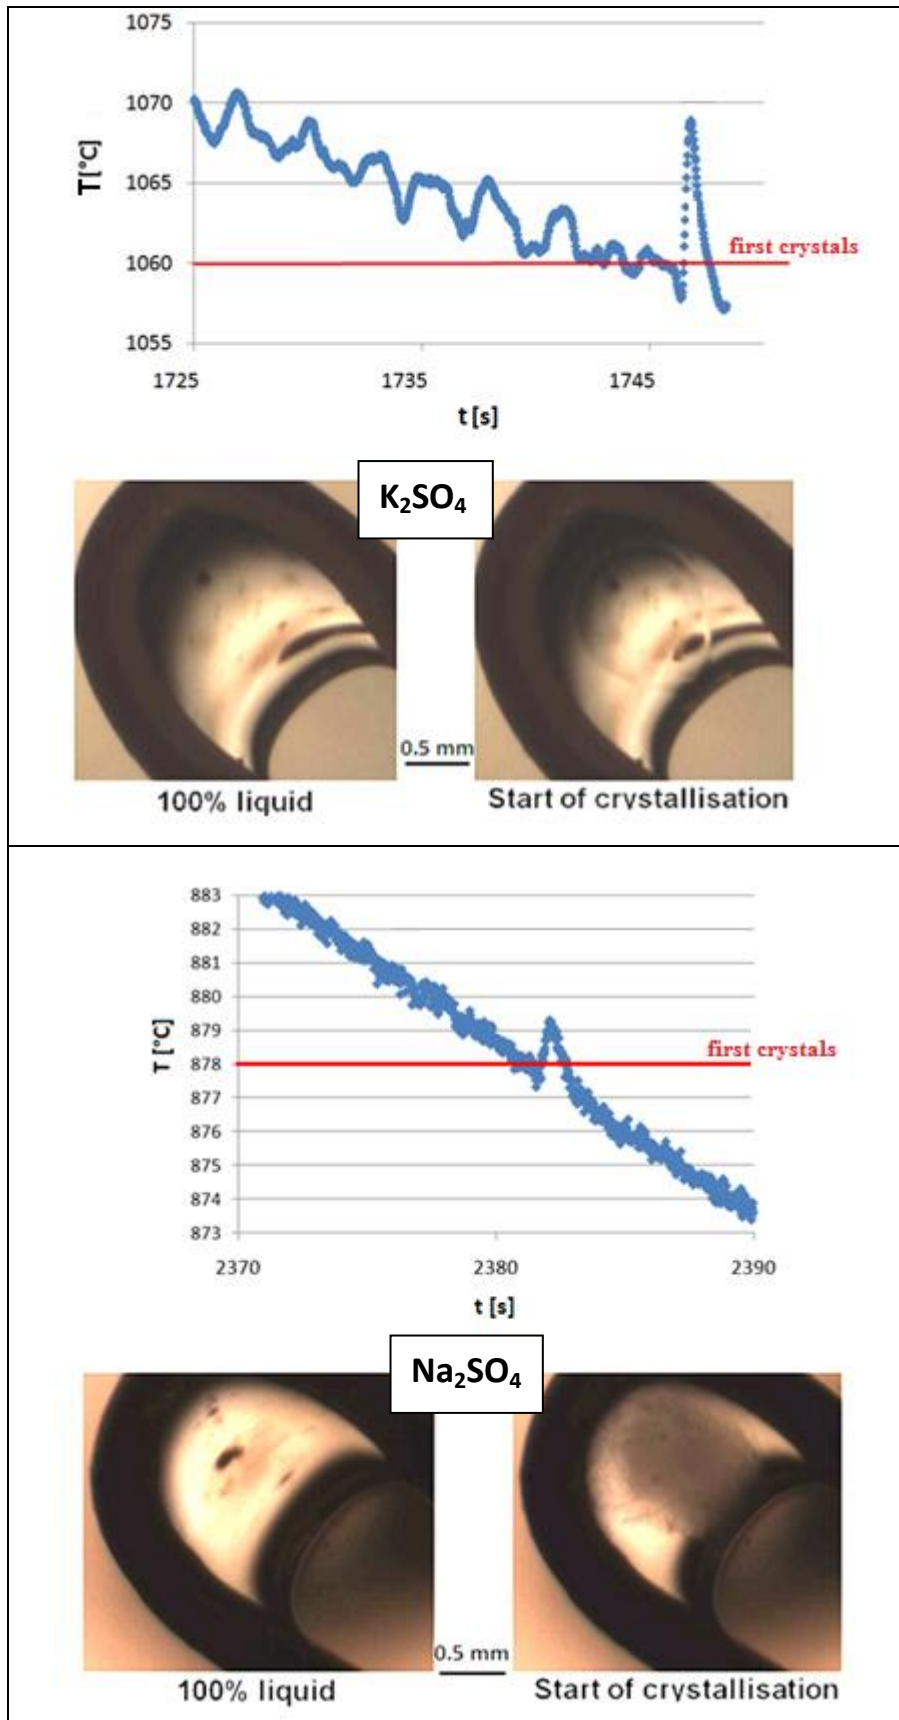 1075
1070
1065
1060
1055
T[°C]
first crystals
1725 1735 1745
t [s]
K₂SO₄
0.5 mm
100% liquid
Start of crystallisation
883
882
881
880
879
878
877
876
875
874
873
T [°C]
first crystals
2370 2380 2390
t [s]
Na₂SO₄
0.5 mm
100% liquid
Start of crystallisation